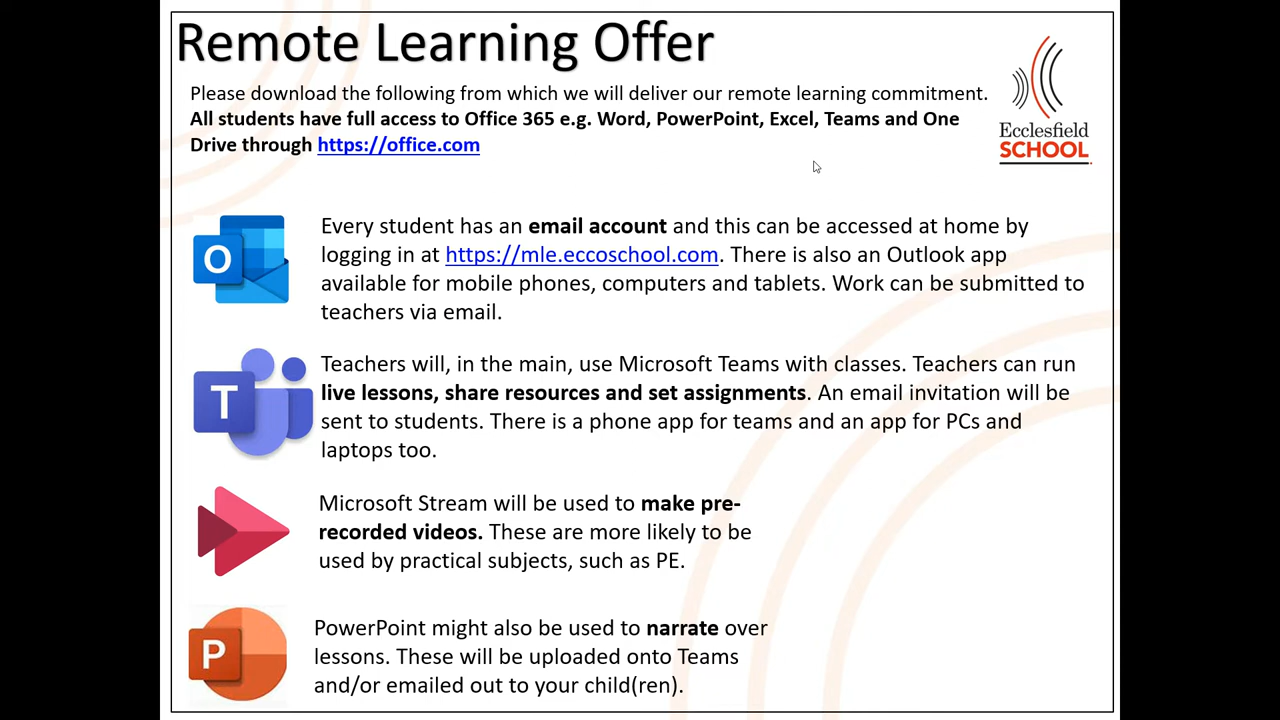 Remote Learning Offer
Please download the following from which we will deliver our remote learning commitment.
All students have full access to Office 365 e.g. Word, PowerPoint, Excel, Teams and One
Drive through https://office.com
Ecclesfield
SCHOOL
O
Every student has an email account and this can be accessed at home by
logging in at https://mle.eccoschool.com. There is also an Outlook app
available for mobile phones, computers and tablets. Work can be submitted to
teachers via email.
T
Teachers will, in the main, use Microsoft Teams with classes. Teachers can run
live lessons, share resources and set assignments. An email invitation will be
sent to students. There is a phone app for teams and an app for PCs and
laptops too.
Microsoft Stream will be used to make pre-
recorded videos. These are more likely to be
used by practical subjects, such as PE.
P
PowerPoint might also be used to narrate over
lessons. These will be uploaded onto Teams
and/or emailed out to your child(ren).